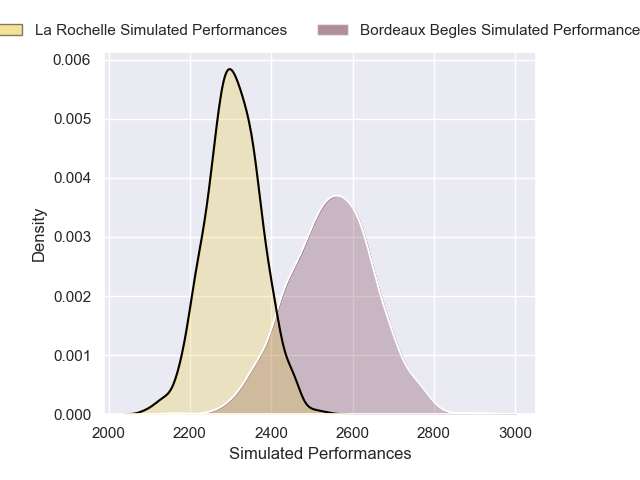 La Rochelle Simulated Performances
Bordeaux Begles Simulated Performance
0.006
0.005
0.004
0.003
0.002
0.001
0.000
Density
2000 2200 2400 2600 2800 3000
Simulated Performances